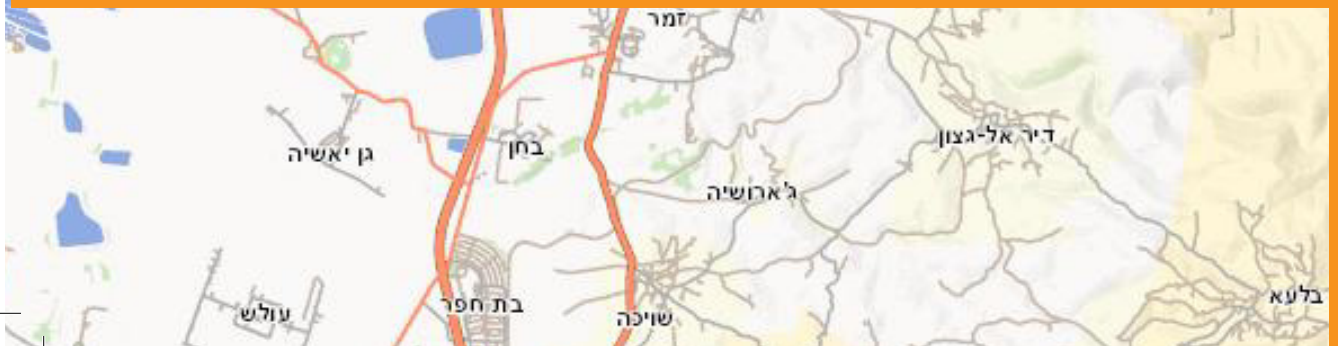 זמר
דיר אל-גצון
בחן
גן יאשיה
ג'ארושיה
בלעא
בת חפר
עולש
שויכה